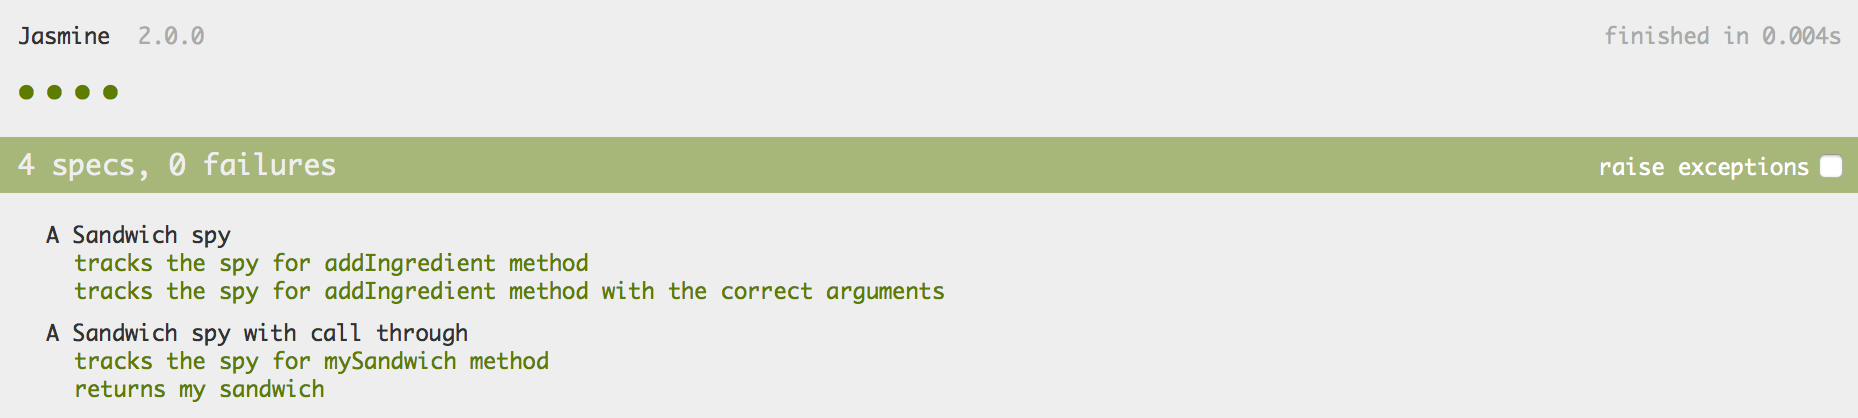 Jasmine 2.0.0 finished in 0.004s
4 specs, 0 failures raise exceptions
A Sandwich spy
tracks the spy for addIngredient method
tracks the spy for addIngredient method with the correct arguments
A Sandwich spy with call through
tracks the spy for mySandwich method
returns my sandwich